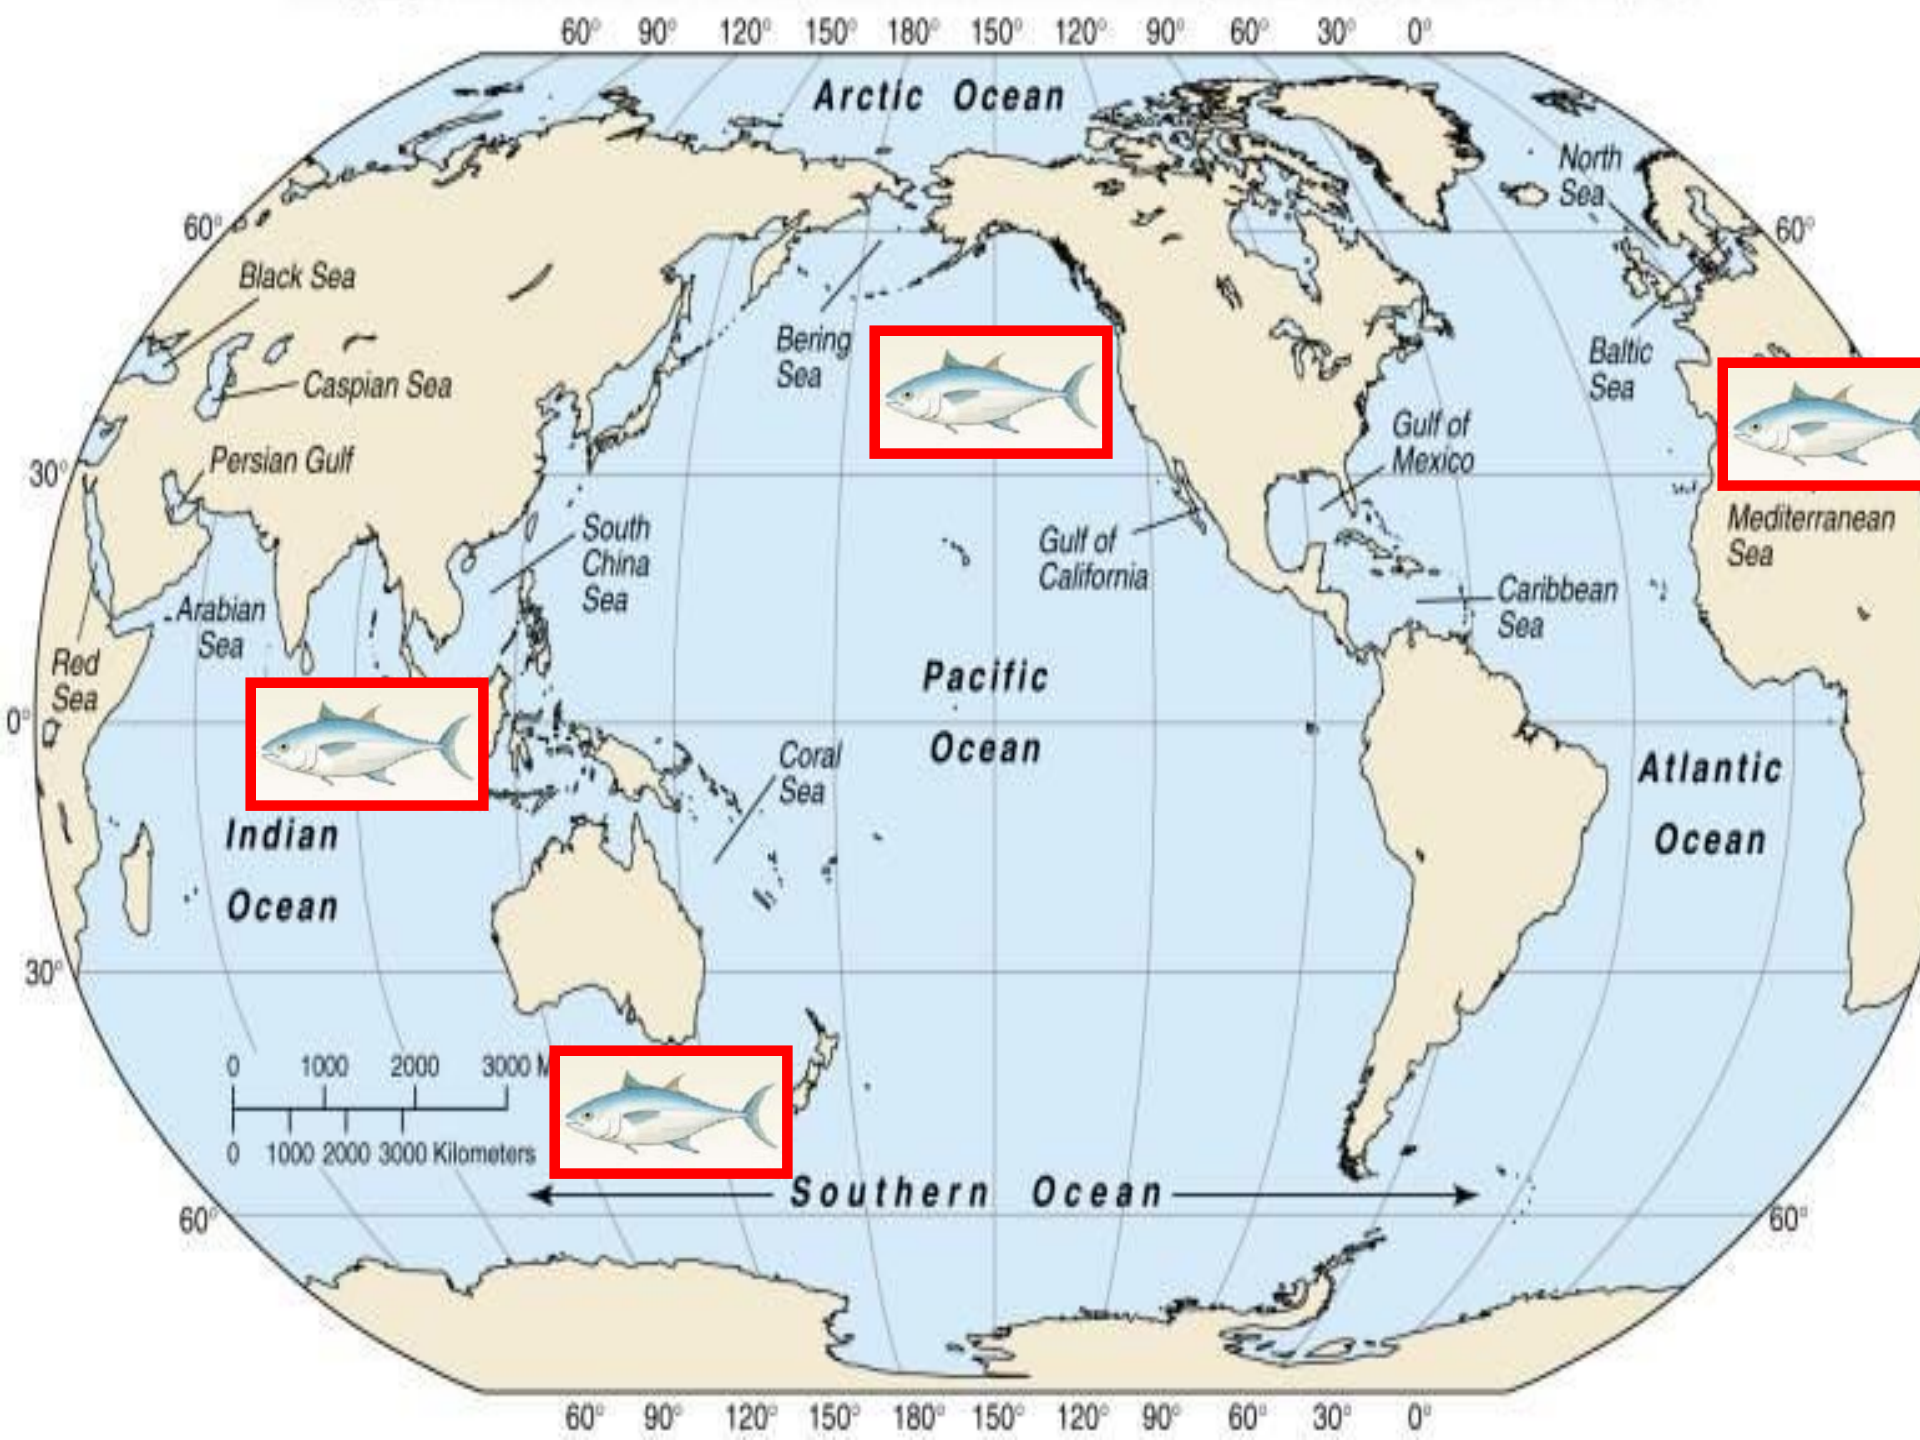 60° 90° 120° 150° 180° 150° 120° 90° 60° 30° 0°
Arctic Ocean
North
Sea
60°
60°
Black Sea
Bering
Sea
Baltic
Sea
Caspian Sea
Gulf of
Mexico
Persian Gulf
30°
South
China
Sea
Gulf of
California
Mediterranean
Sea
Arabian
Sea
Caribbean
Sea
Red
Sea
Pacific
Ocean
0°
Coral
Sea
Atlantic
Ocean
Indian
Ocean
30°
0 1000 2000 3000 M
0 1000 2000 3000 Kilometers
Southern Ocean
60°
60°
60° 90° 120° 150° 180° 150° 120° 90° 60° 30° 0°